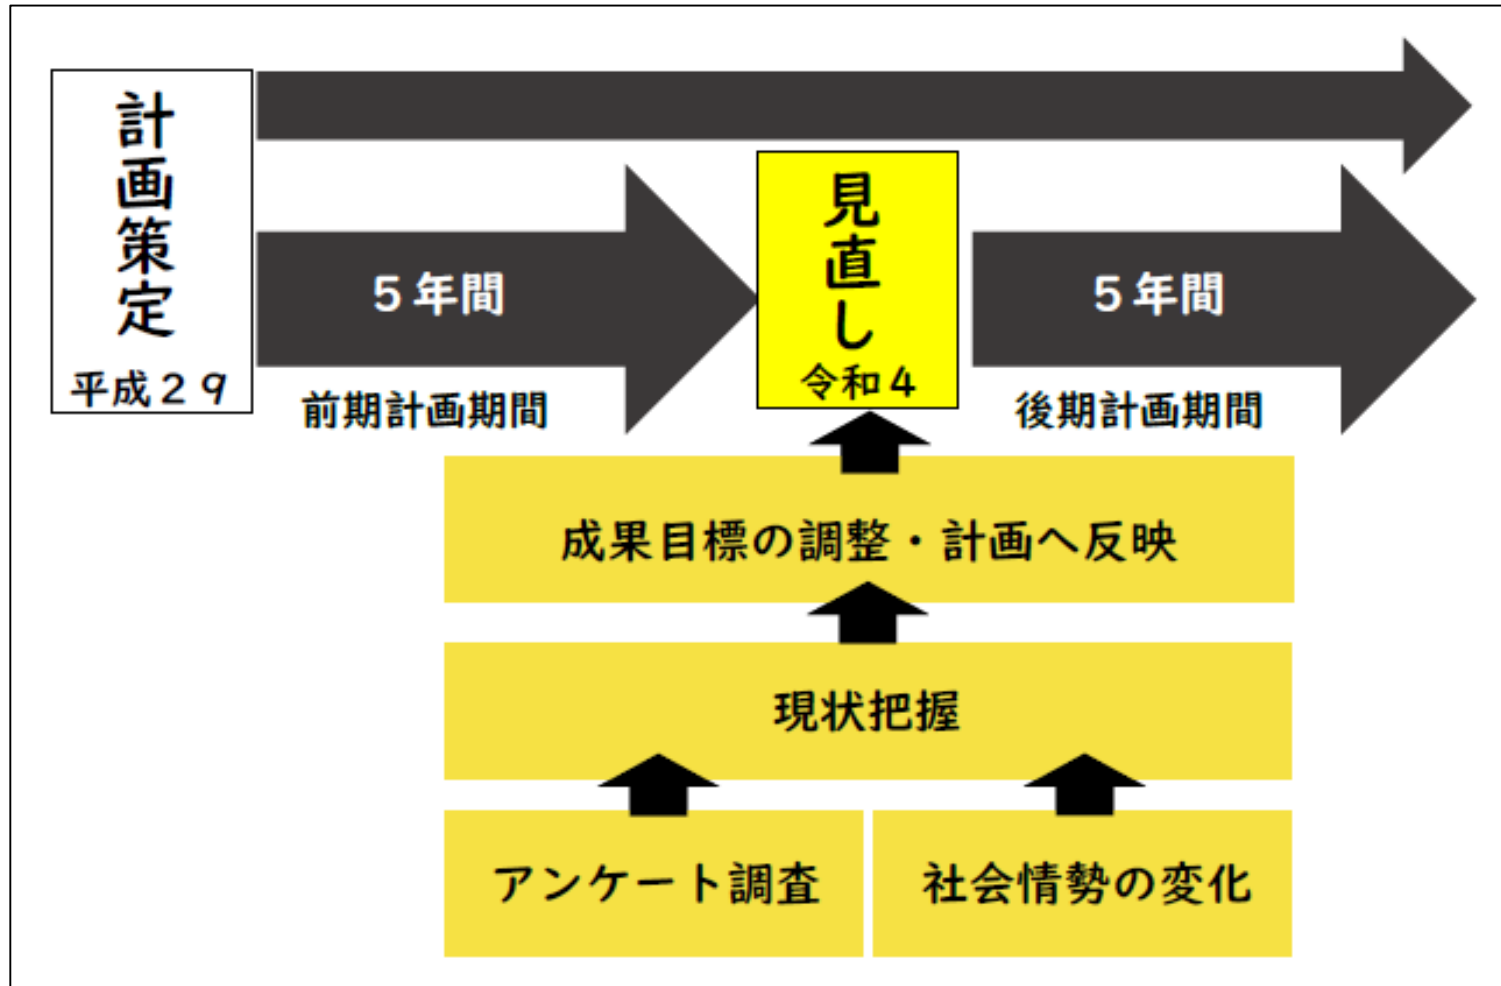 計画策定
平成２９
５年間
前期計画期間
見直し
令和４
５年間
後期計画期間
成果目標の調整・計画へ反映
現状把握
アンケート調査
社会情勢の変化